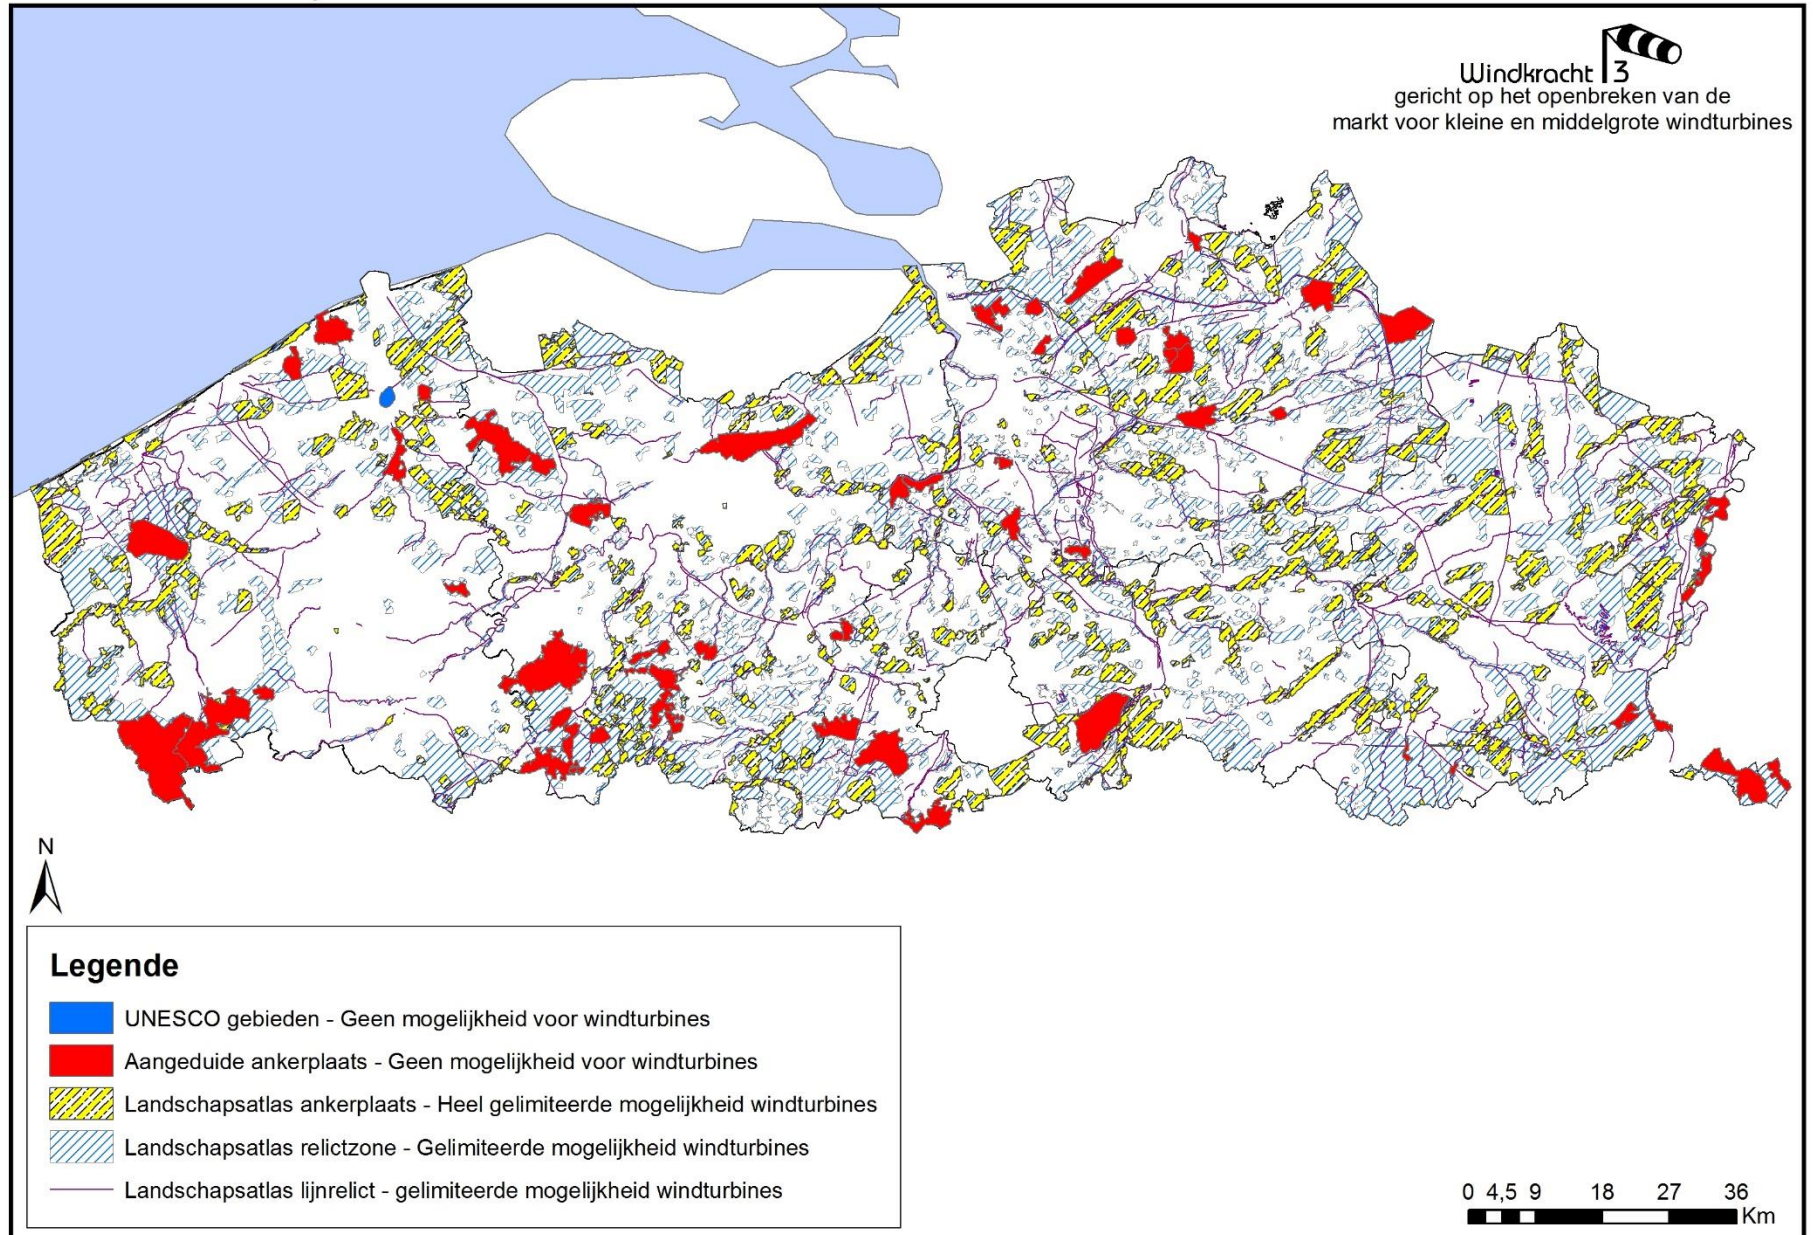 Windkracht 3
gericht op het openbreken van de
markt voor kleine en middelgrote windturbines
N
Legende
UNESCO gebieden - Geen mogelijkheid voor windturbines
Aangeduide ankerplaats - Geen mogelijkheid voor windturbines
Landschapsatlas ankerplaats - Heel gelimiteerde mogelijkheid windturbines
Landschapsatlas relictzone - Gelimiteerde mogelijkheid windturbines
Landschapsatlas lijnrelict - gelimiteerde mogelijkheid windturbines
0 4,5 9 18 27 36
Km